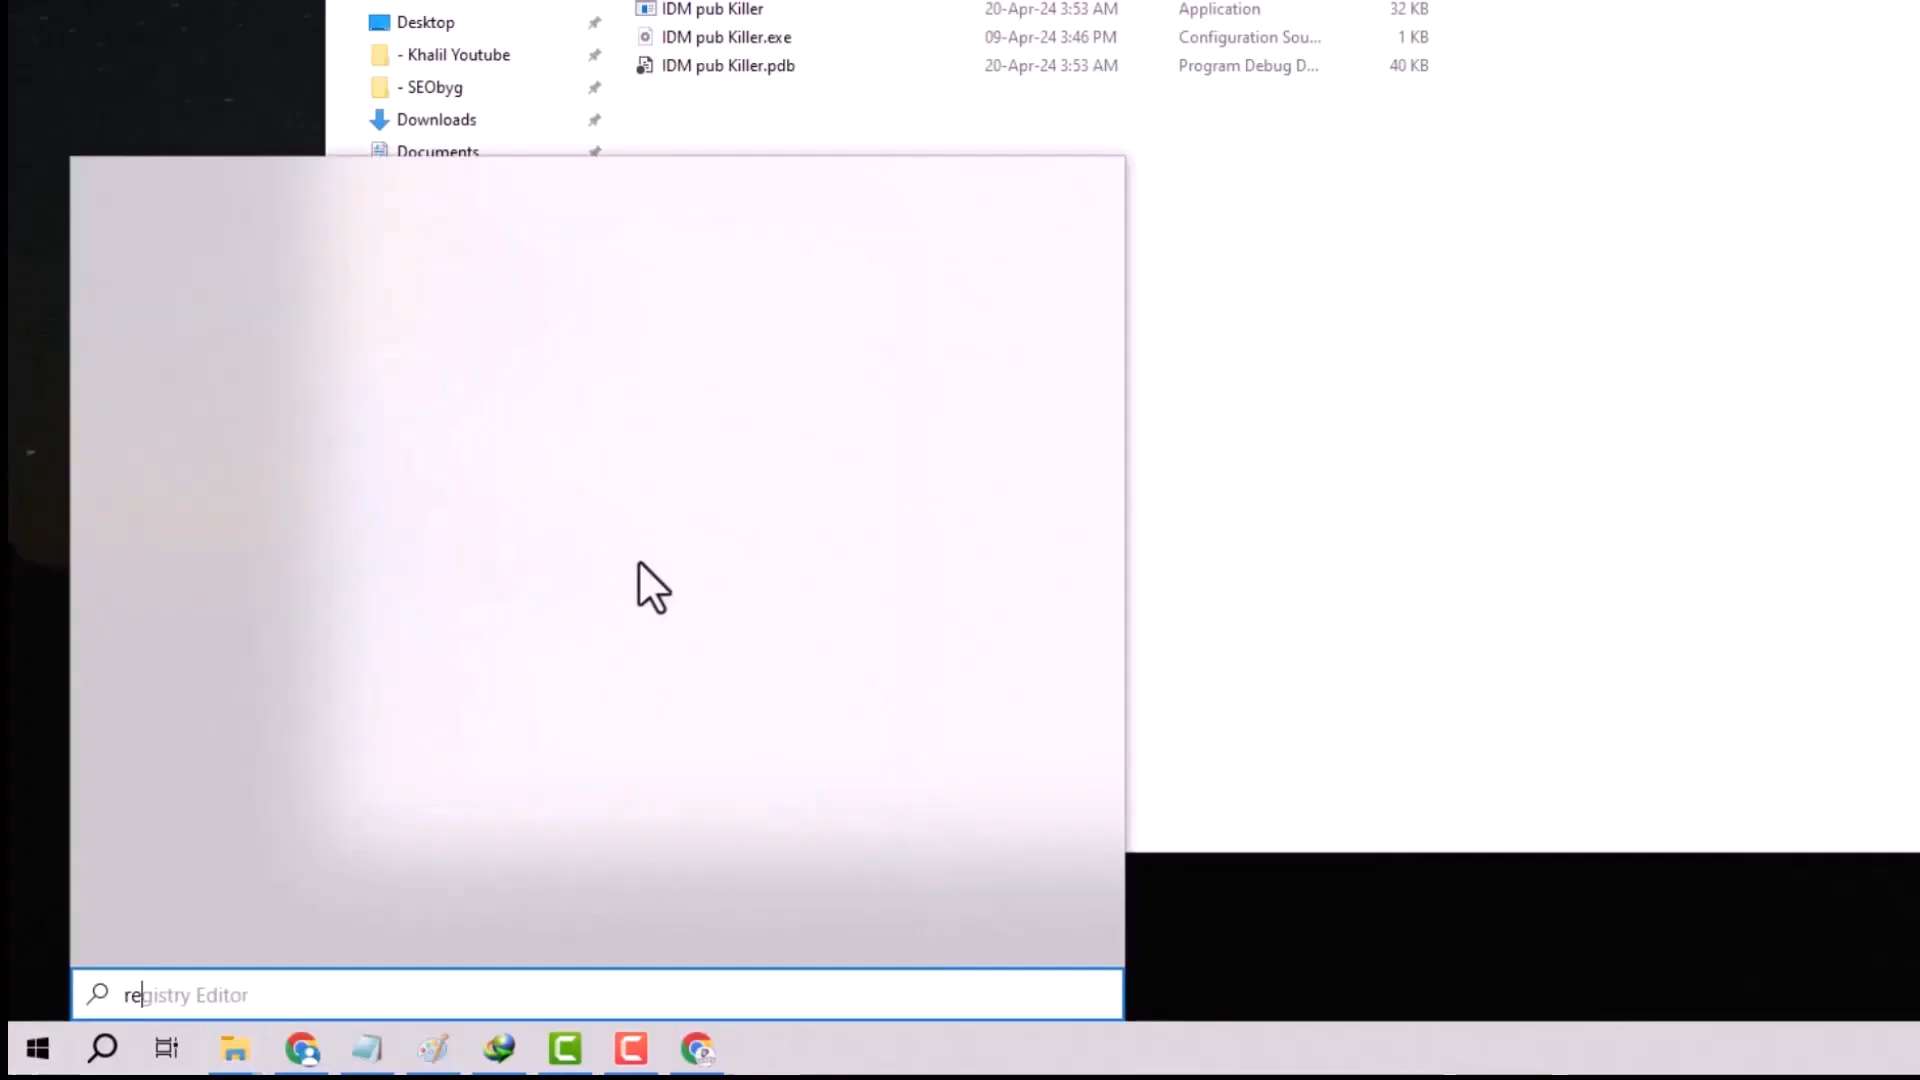 Desktop
- Khalil Youtube
- SEObyg
Downloads
Documents
IDM pub Killer 20-Apr-24 3:53 AM Application 32 KB
IDM pub Killer.exe 09-Apr-24 3:46 PM Configuration Sou... 1 KB
IDM pub Killer.pdb 20-Apr-24 3:53 AM Program Debug D... 40 KB
registry Editor